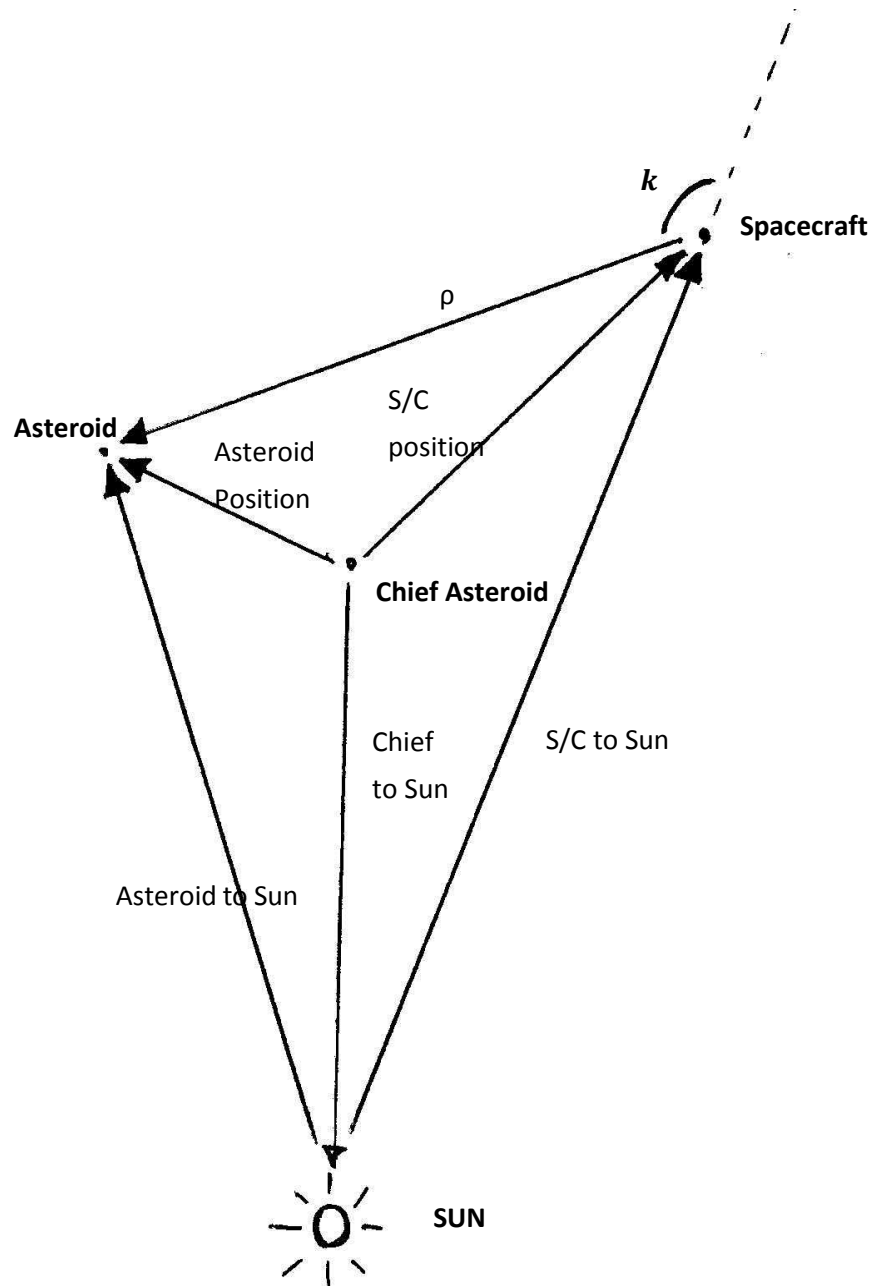 k
Spacecraft
ρ
S/C
position
Asteroid
Asteroid
Position
Chief Asteroid
Chief
to Sun
S/C to Sun
Asteroid to Sun
SUN